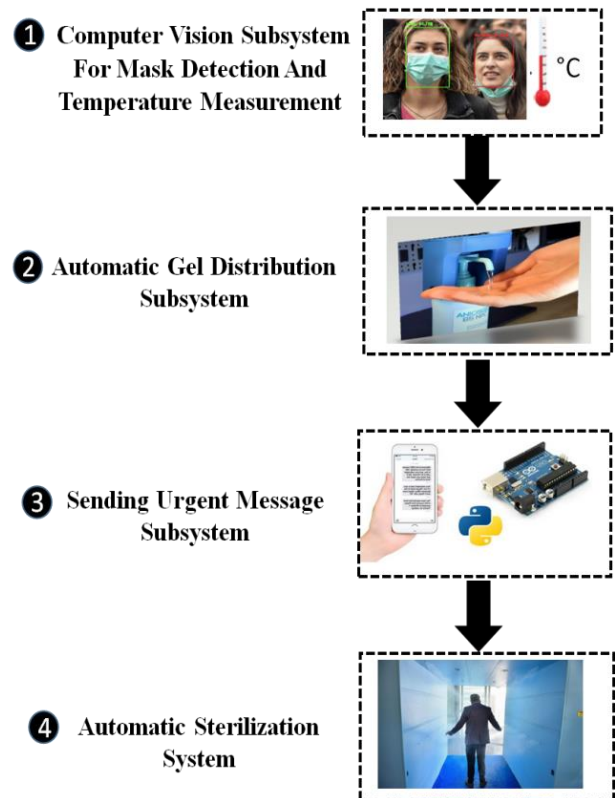 1 Computer Vision Subsystem
For Mask Detection And
Temperature Measurement
°C
2 Automatic Gel Distribution
Subsystem
3 Sending Urgent Message
Subsystem
4 Automatic Sterilization
System